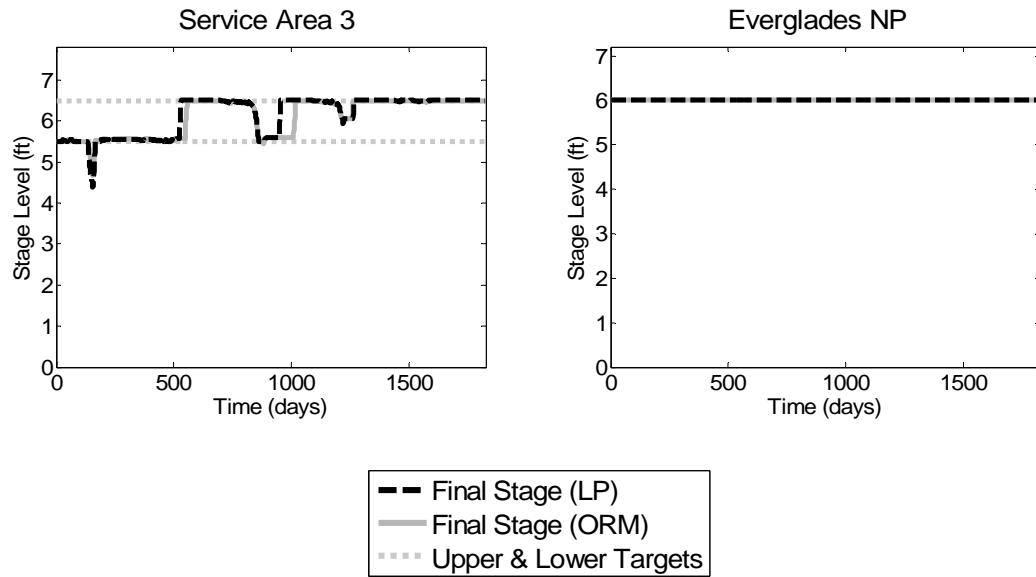 Service Area 3
Everglades NP
7
6
5
4
3
2
1
0
Stage Level (ft)
0
500
1000
1500
Time (days)
7
6
5
4
3
2
1
0
Stage Level (ft)
0
500
1000
1500
Time (days)
Final Stage (LP)
Final Stage (ORM)
Upper & Lower Targets